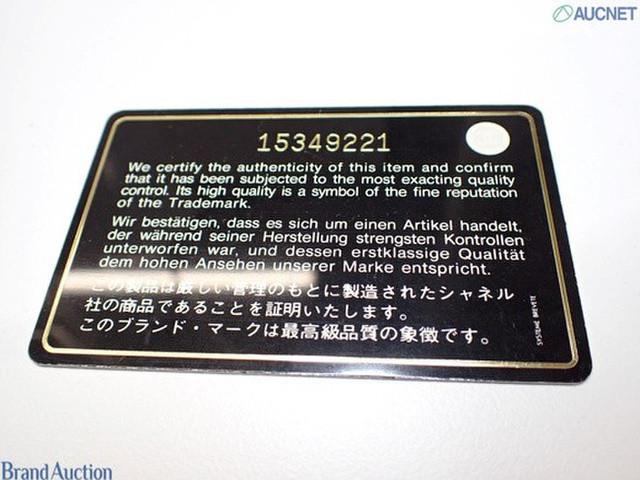 AUCNET
15349221
We certify the authenticity of this item and confirm
that it has been subjected to the most exacting quality
control. Its high quality is a symbol of the fine reputation
of the Trademark.
Wir bestätigen, dass es sich um einen Artikel handelt,
der während seiner Herstellung strengsten Kontrollen
unterworfen war, und dessen erstklassige Qualität
dem hohen Ansehen unserer Marke entspricht.
この製品は厳しい管理のもとに製造されたシャネル
社の商品であることを証明いたします。
このブランド・マークは最高級品質の象徴です。
SYSTEME BREVETE
Brand Auction